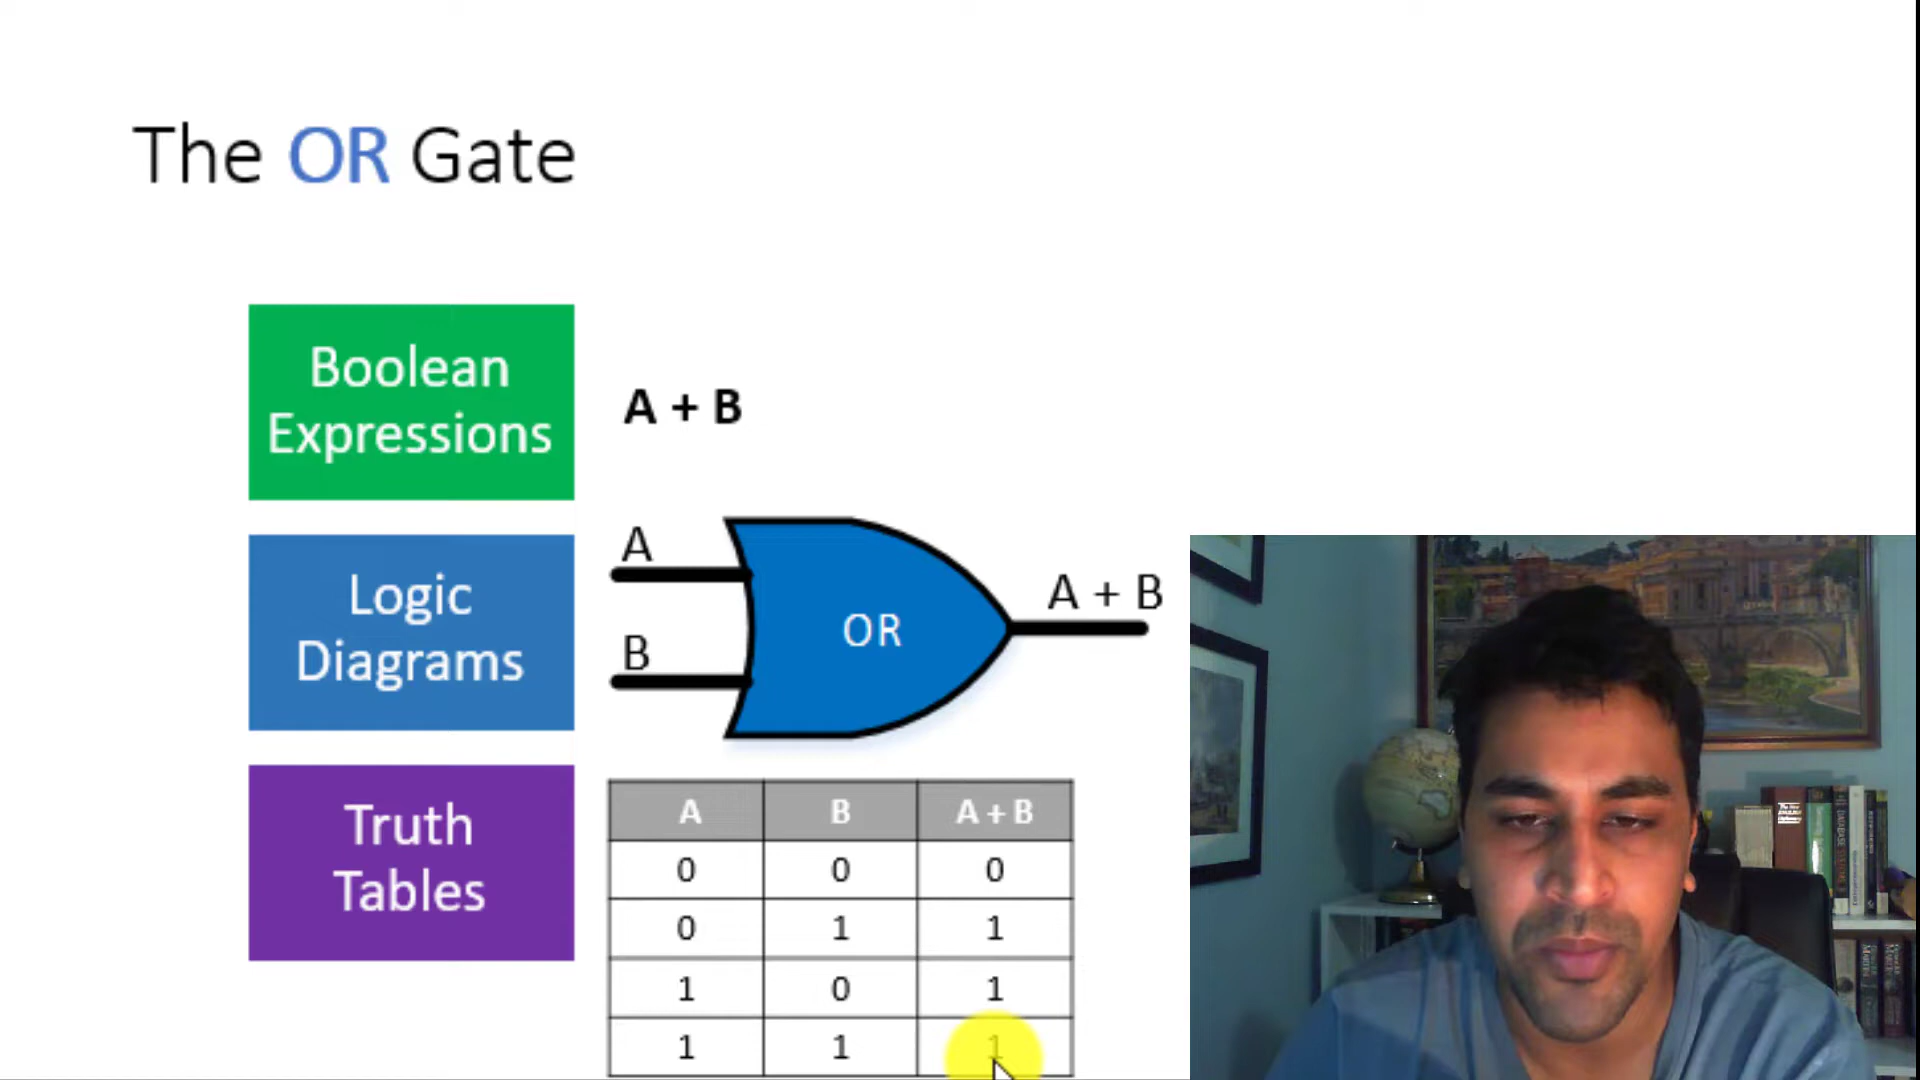 The OR Gate
Boolean
Expressions
A + B
Logic
Diagrams
A
B
OR
A + B
Truth
Tables
A B A + B
0 0 0
0 1 1
1 0 1
1 1 1